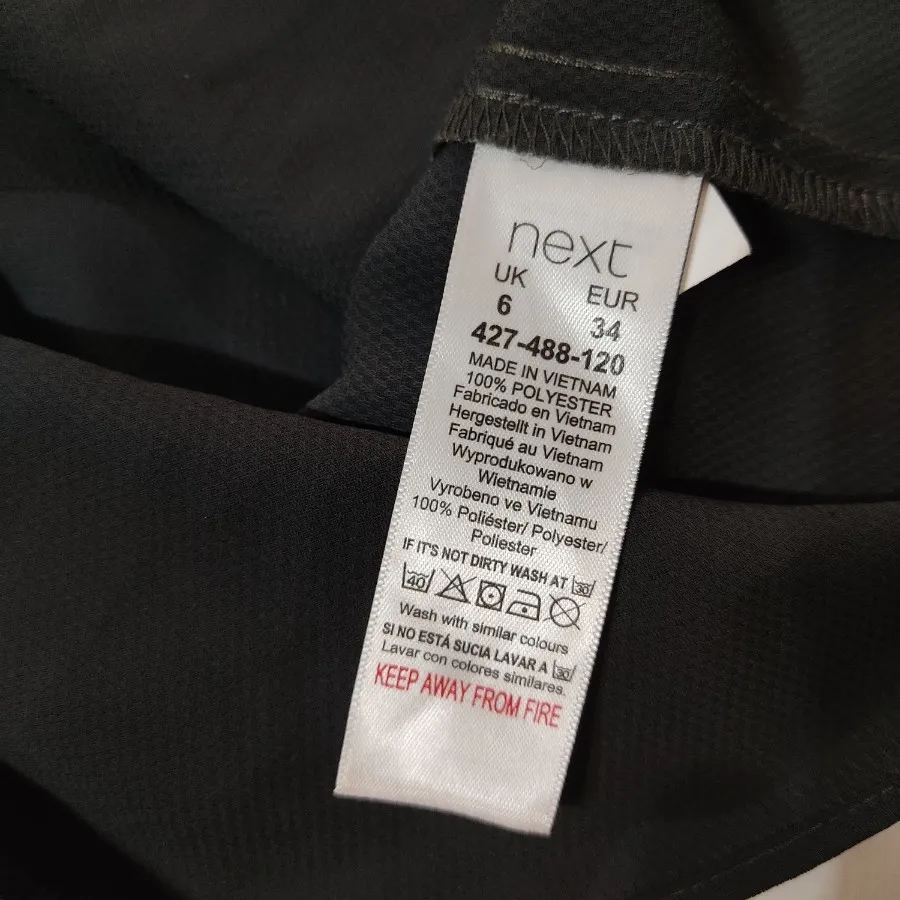 next
UK EUR
6 34
427-488-120
MADE IN VIETNAM
100% POLYESTER
Fabricado en Vietnam
Hergestellt in Vietnam
Fabriqué au Vietnam
Wyprodukowano w
Wietnamie
Vyrobeno ve Vietnamu
100% Poliéster/ Polyester/
Poliester
IF IT'S NOT DIRTY WASH AT 30
40
Wash with similar colours
SI NO ESTÁ SUCIA LAVAR A 30
Lavar con colores similares.
KEEP AWAY FROM FIRE